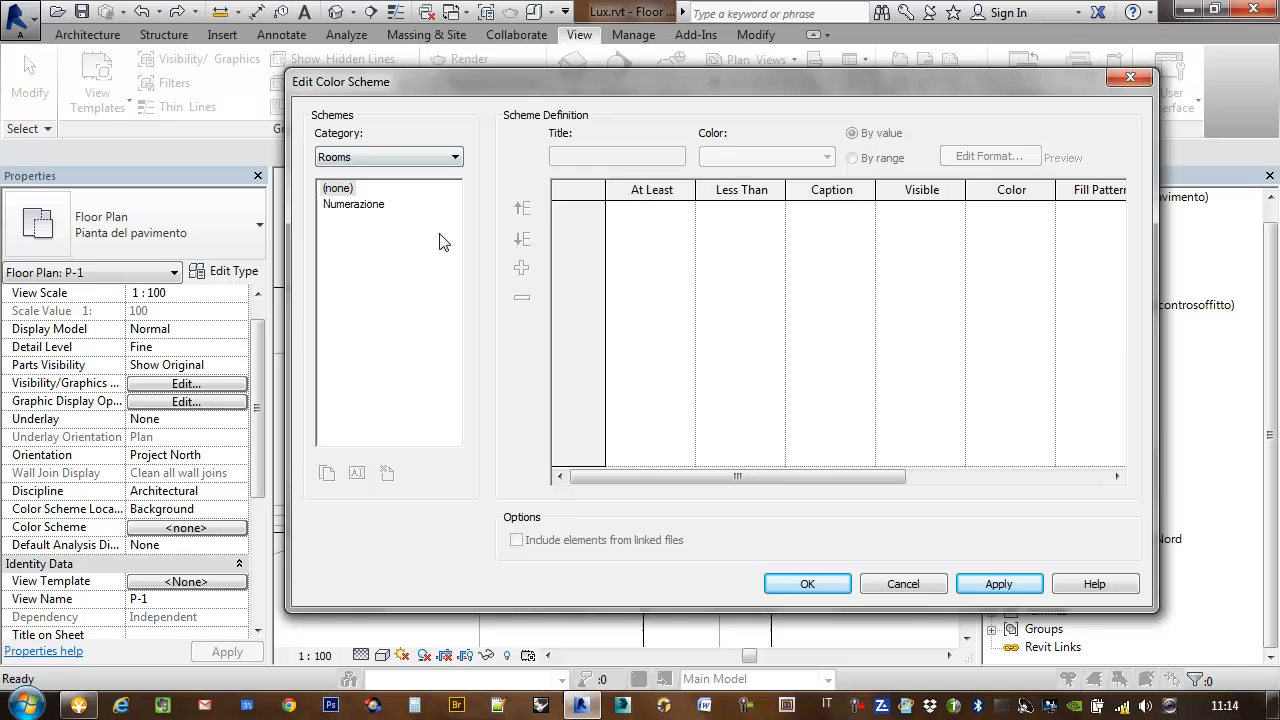 Lux.rvt - Floor ...
Type a keyword or phrase
Sign In
Architecture
Structure
Insert
Annotate
Analyze
Massing & Site
Collaborate
View
Manage
Add-Ins
Modify
Modify
View
Templates
Visibility/ Graphics
Filters
Thin Lines
Show Hidden Lines
Render
Plan Views
User
Select
Edit Color Scheme
Schemes
Category:
Rooms
(none)
Numerazione
Scheme Definition
Title:
Color:
By value
By range
Edit Format...
Preview
At Least
Less Than
Caption
Visible
Color
Fill Pattern
Options
Include elements from linked files
OK
Cancel
Apply
Help
Properties
Floor Plan
Pianta del pavimento
Floor Plan: P-1
Edit Type
View Scale
1 : 100
Scale Value 1:
100
Display Model
Normal
Detail Level
Fine
Parts Visibility
Show Original
Visibility/Graphics ...
Edit...
Graphic Display Op...
Edit...
Underlay
None
Underlay Orientation
Plan
Orientation
Project North
Wall Join Display
Clean all wall joins
Discipline
Architectural
Color Scheme Loca...
Background
Color Scheme
<none>
Default Analysis Di...
None
Identity Data
View Template
<None>
View Name
P-1
Dependency
Independent
Title on Sheet
Properties help
Apply
Groups
Revit Links
1 : 100
Ready
:0
Main Model
:0
IT
11:14